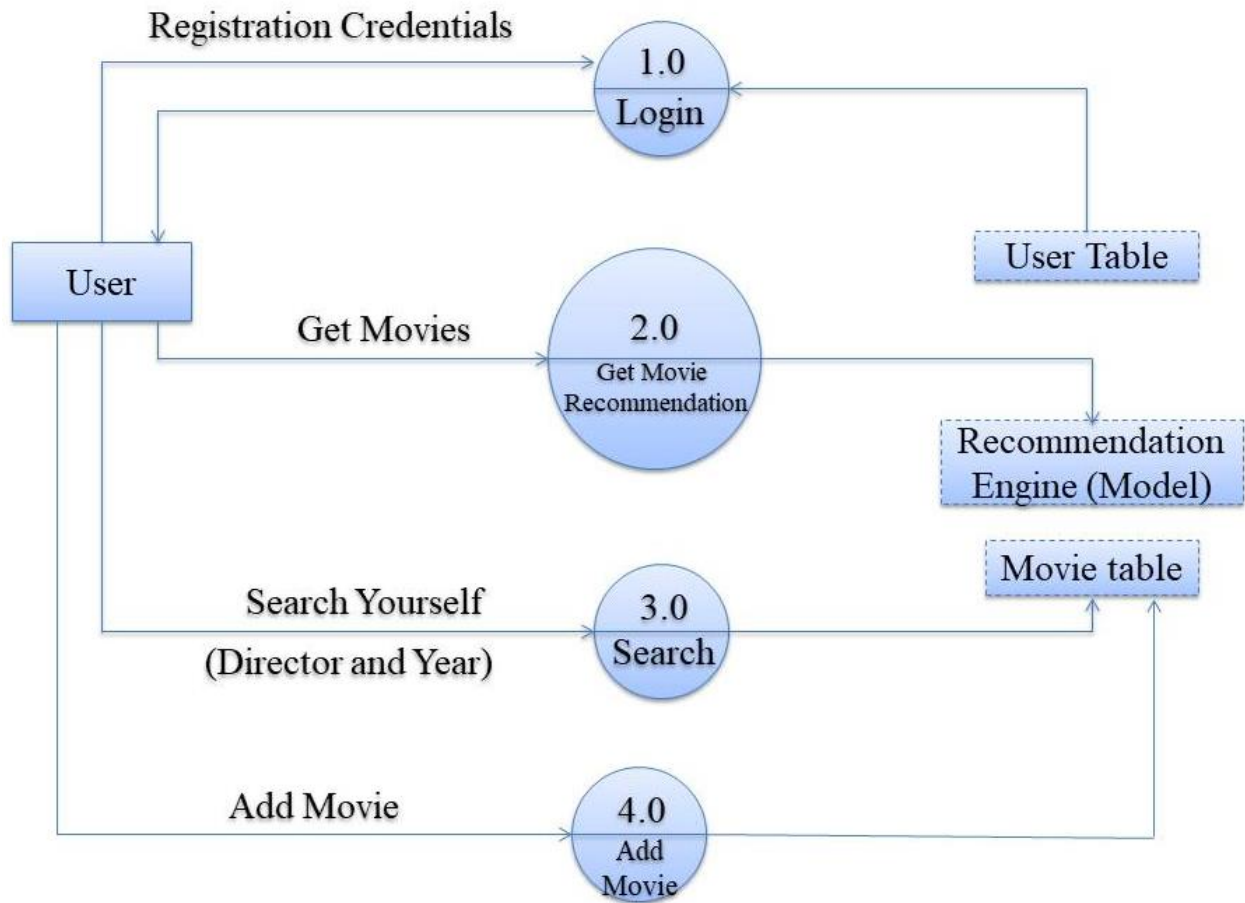 Registration Credentials
1.0
Login
User
User Table
Get Movies
2.0
Get Movie
Recommendation
Recommendation
Engine (Model)
Movie table
Search Yourself
(Director and Year)
3.0
Search
Add Movie
4.0
Add
Movie